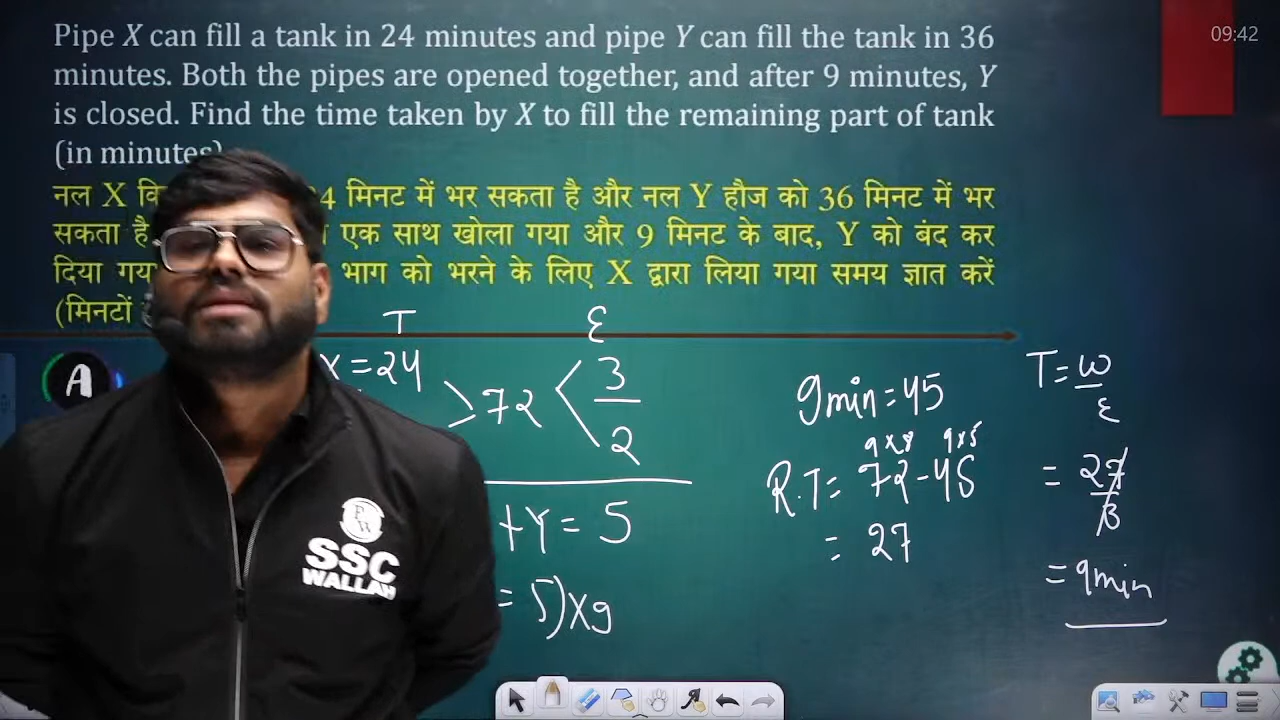 Pipe X can fill a tank in 24 minutes and pipe Y can fill the tank in 36
minutes. Both the pipes are opened together, and after 9 minutes, Y
is closed. Find the time taken by X to fill the remaining part of tank
(in minutes)
नल X 4 मिनट में भर सकता है और नल Y हौज को 36 मिनट में भर
सकता है एक साथ खोला गया और 9 मिनट के बाद, Y को बंद कर
दिया गया भाग को भरने के लिए X द्वारा लिया गया समय ज्ञात करें
(मिनटों
09:42
A
T
X = 24
72
ε
3
2
+Y = 5
= 5)x9
9min = 45
9x8 9x5
R.T = 72-45
= 27
T = w/ε
= 27/3
= 9min
PW
SSC
WALLAH